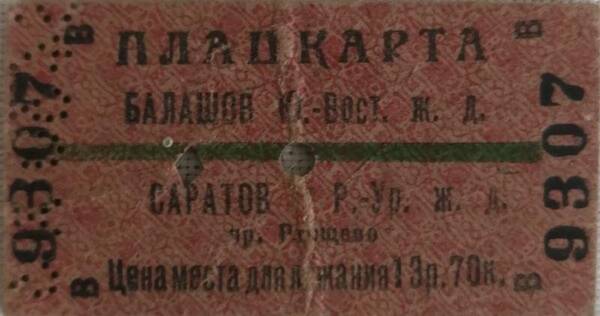 В 9307 В
ПЛАЦКАРТА
БАЛАШОВ Ю.-Вост. ж. д.
САРАТОВ Р.-Ур. ж. д.
чр. Ртищево
Цена места для лежания 13р. 70к.
В 9307 В